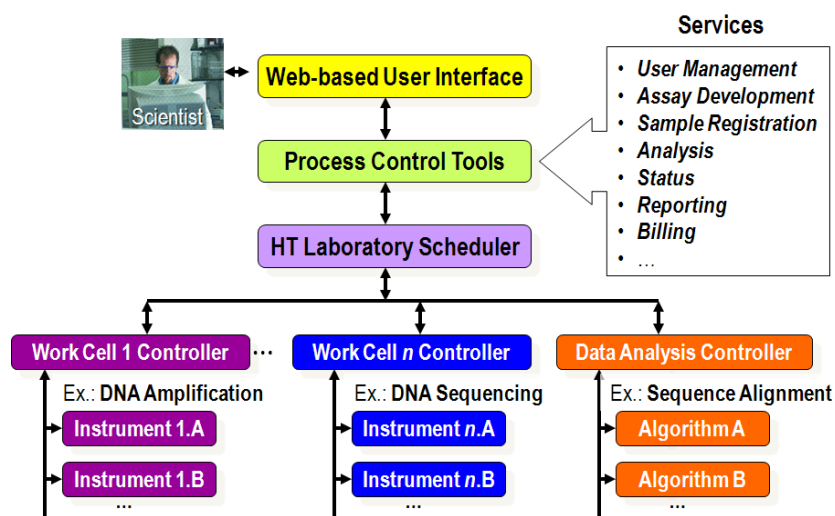 Services
Scientist
Web-based User Interface
Process Control Tools
HT Laboratory Scheduler
• User Management
• Assay Development
• Sample Registration
• Analysis
• Status
• Reporting
• Billing
• …
Work Cell 1 Controller
…
Work Cell n Controller
Data Analysis Controller
Ex.: DNA Amplification
Ex.: DNA Sequencing
Ex.: Sequence Alignment
Instrument 1.A
Instrument n.A
Algorithm A
Instrument 1.B
Instrument n.B
Algorithm B
…
…
…